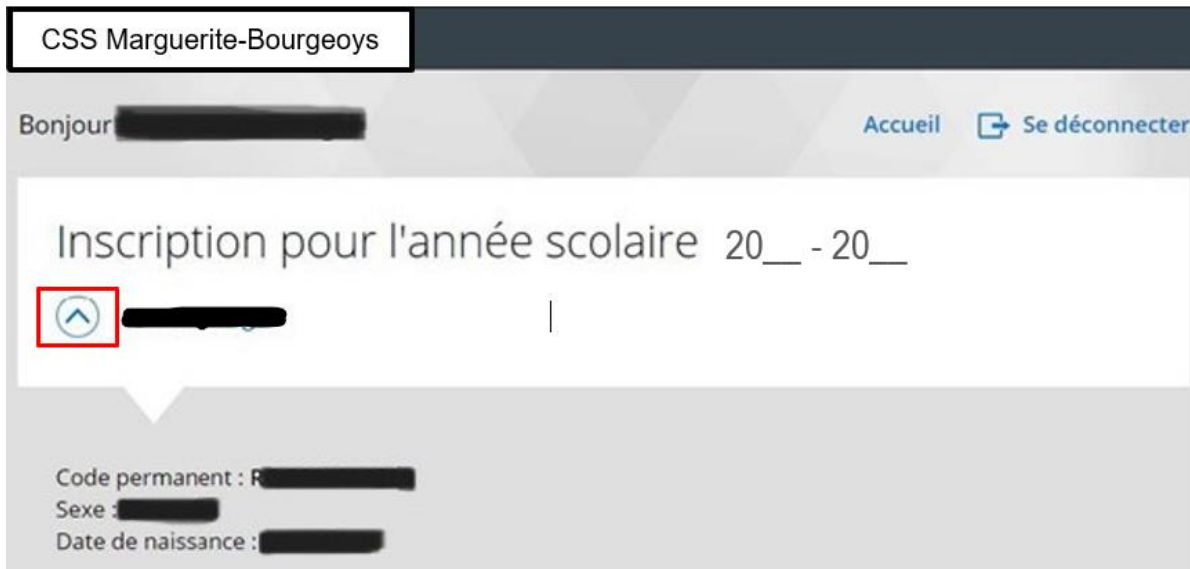 CSS Marguerite-Bourgeoys
Bonjour
Accueil Se déconnecter
Inscription pour l'année scolaire 20__ - 20__
Code permanent : R
Sexe :
Date de naissance :